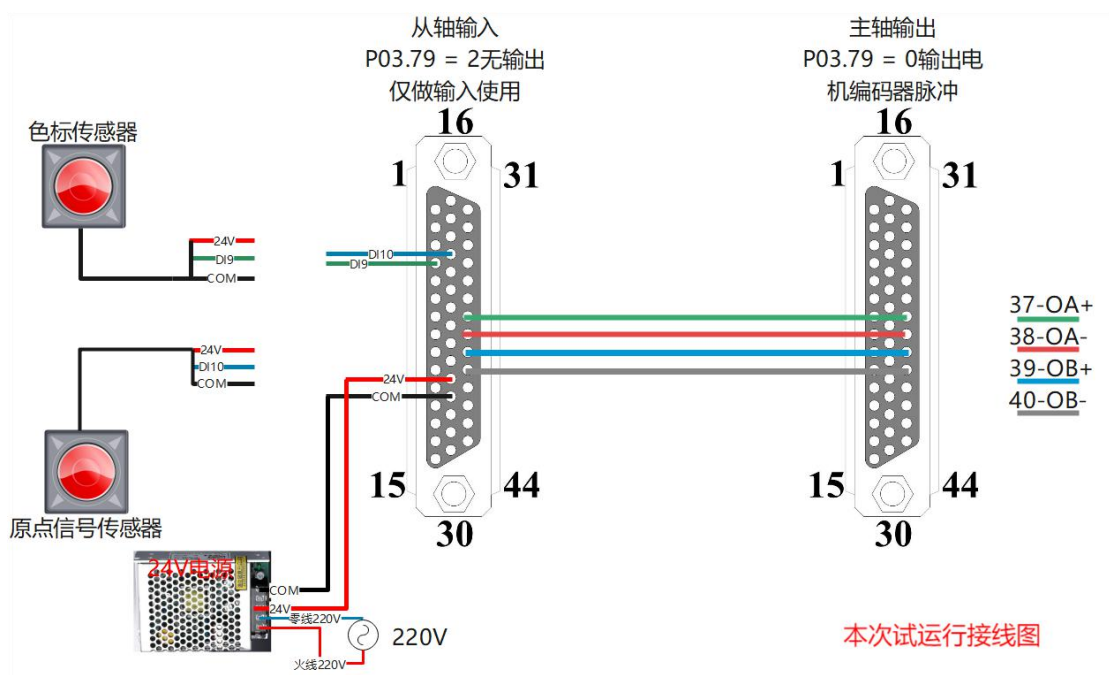 从轴输入
P03.79 = 2无输出
仅做输入使用
主轴输出
P03.79 = 0输出电
机编码器脉冲
16
1
31
15
44
30
16
1
31
15
44
30
色标传感器
24V
DI9
COM
DI10
DI9
24V
DI10
COM
24V
COM
原点信号传感器
24V电源
COM
24V
零线220V
火线220V
220V
37-OA+
38-OA-
39-OB+
40-OB-
本次试运行接线图